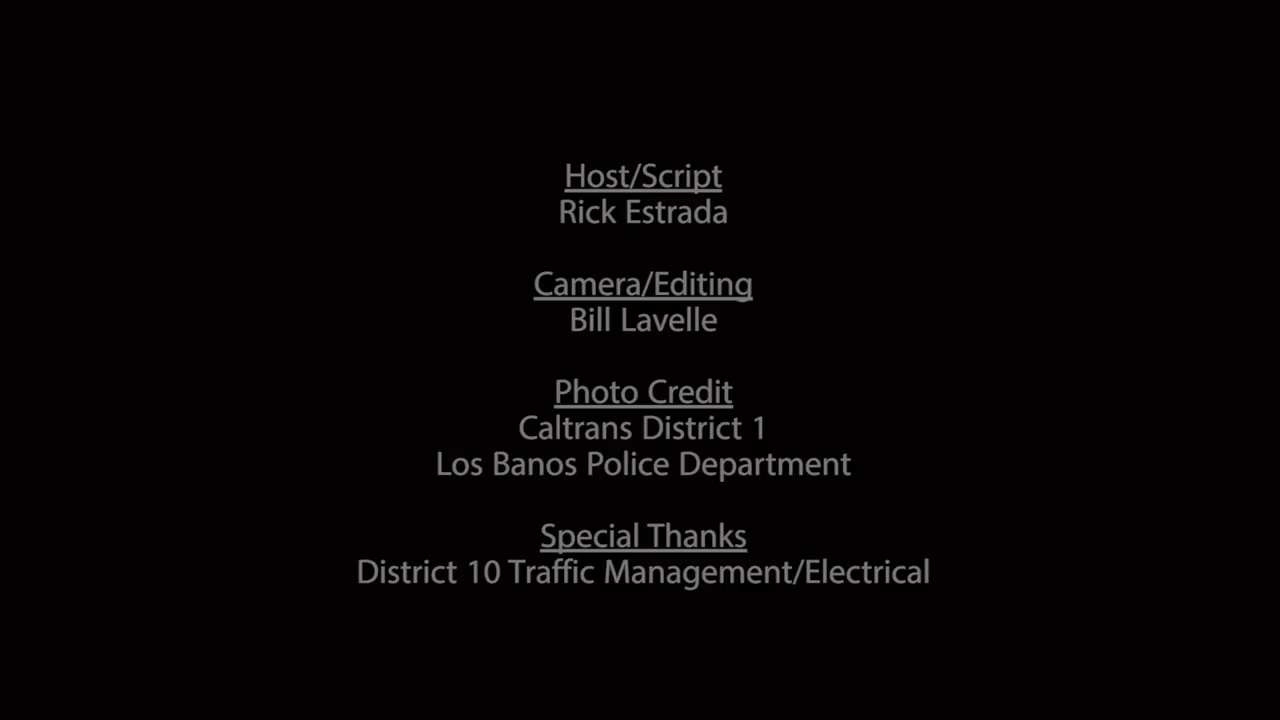 Host/Script
Rick Estrada
Camera/Editing
Bill Lavelle
Photo Credit
Caltrans District 1
Los Banos Police Department
Special Thanks
District 10 Traffic Management/Electrical